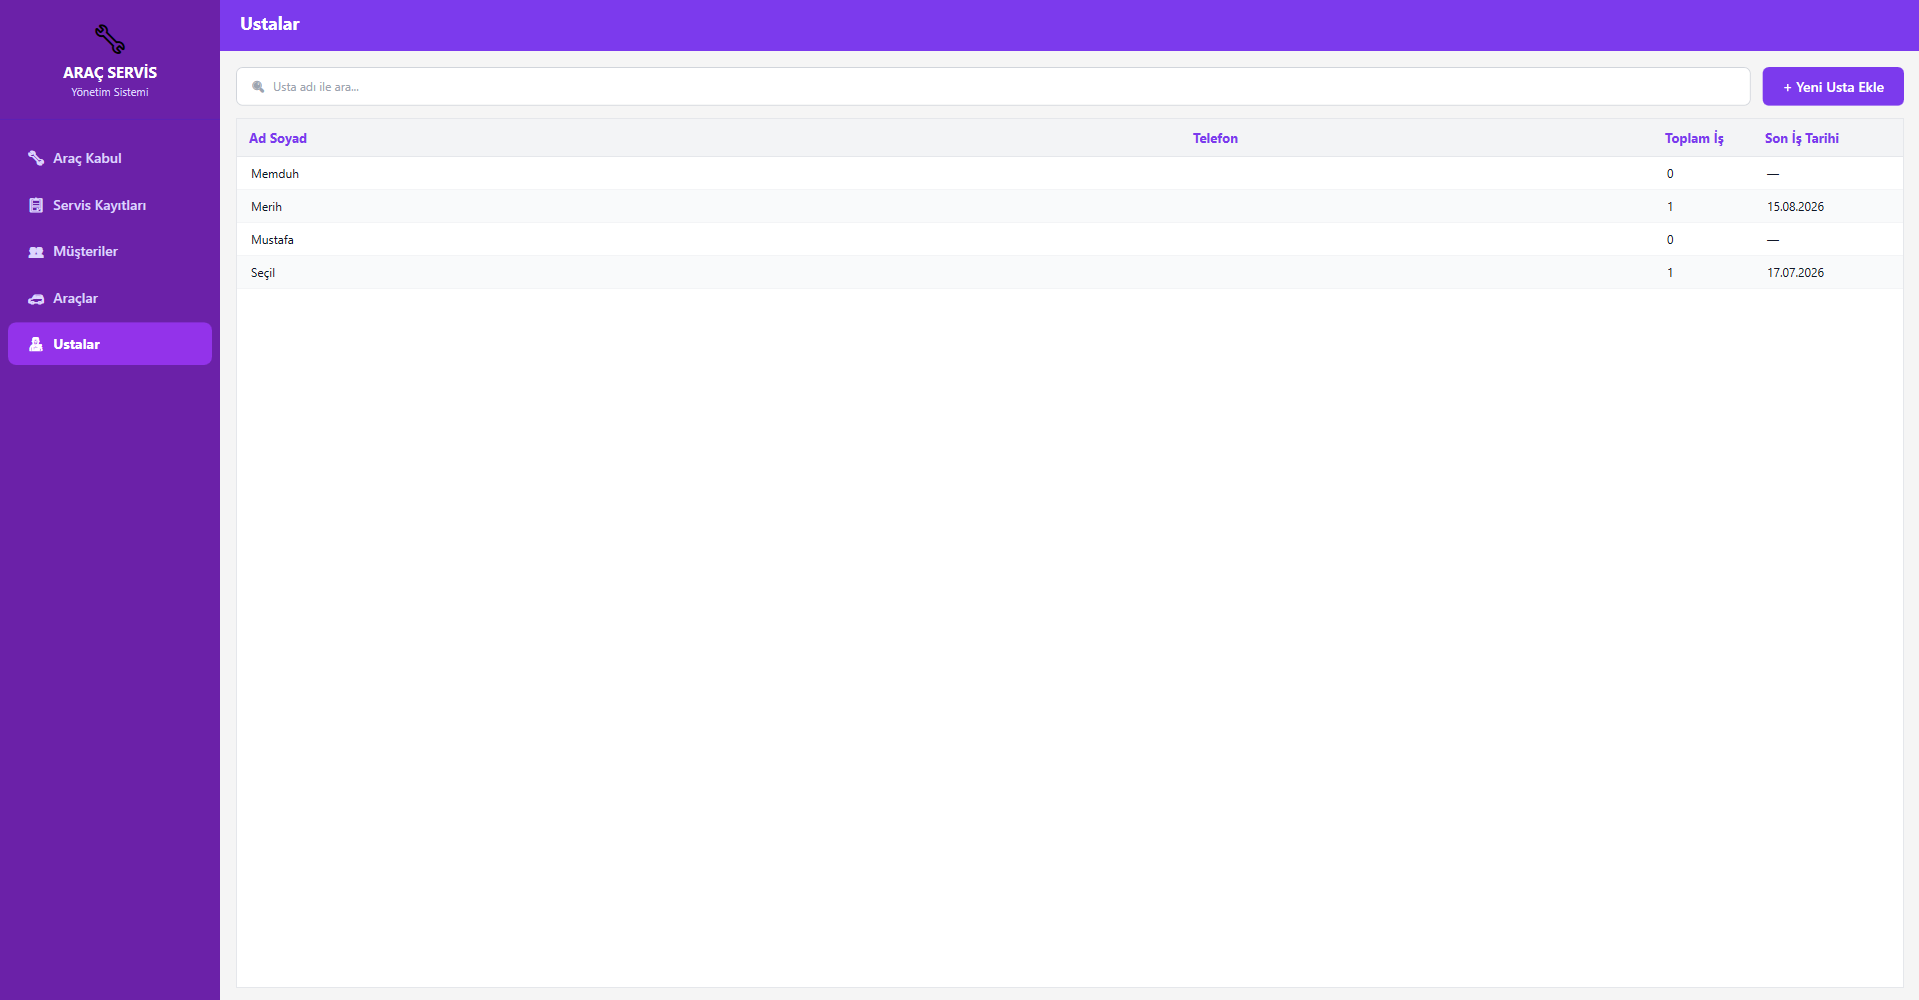 ARAÇ SERVİS
Yönetim Sistemi
Araç Kabul
Servis Kayıtları
Müşteriler
Araçlar
Ustalar
Ustalar
Usta adı ile ara...
+ Yeni Usta Ekle
Ad Soyad Telefon Toplam İş Son İş Tarihi
Memduh 0 —
Merih 1 15.08.2026
Mustafa 0 —
Seçil 1 17.07.2026